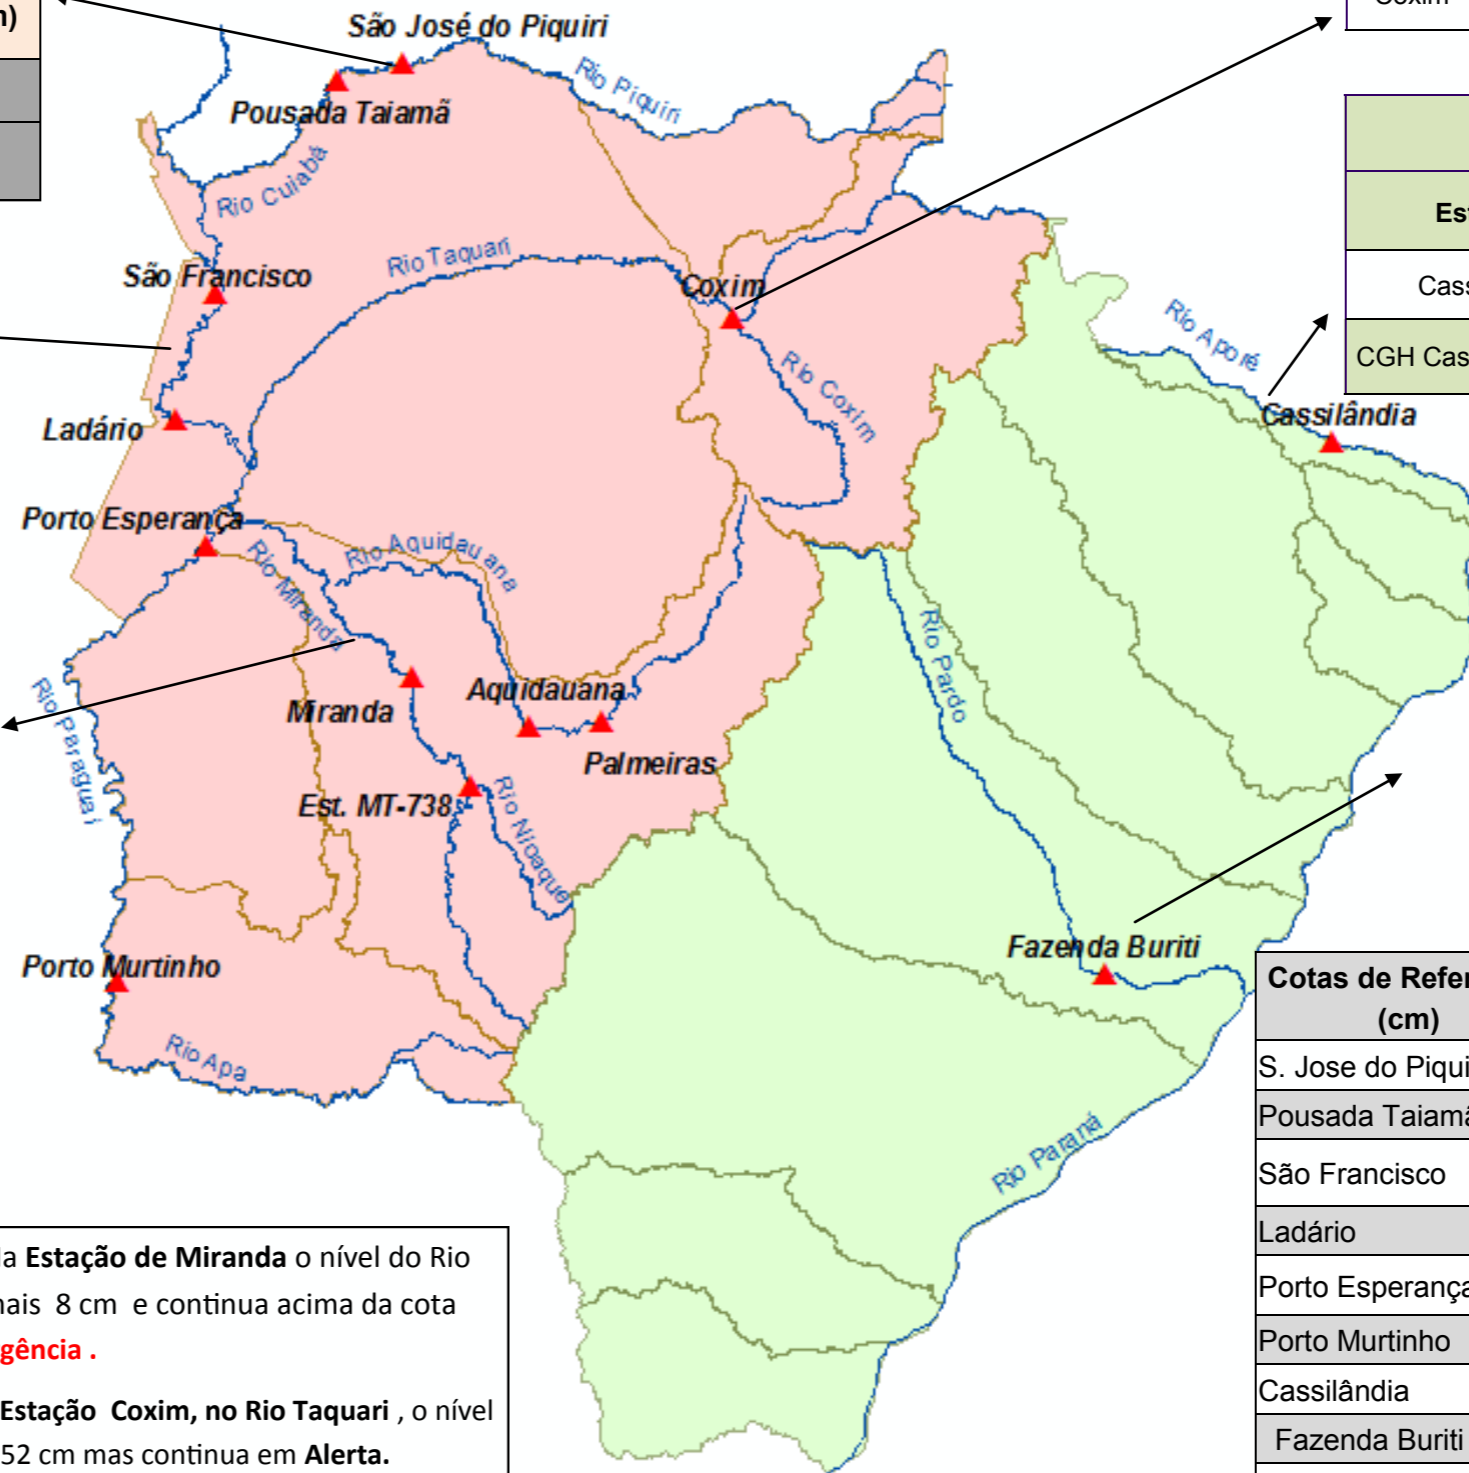 São José do Piquiri
Rio Piquiri
Pousada Taiamã
Rio Cuiabá
Rio Taquari
São Francisco
Coxim
Rio Aporé
Est
Cass
CGH Cas
Rio Coxim
Cassilândia
Ladário
Porto Esperança
Rio Aquidauana
Rio Miranda
Rio Pardo
Rio Paraguai
Miranda
Aquidauana
Palmeiras
Est. MT-738
Rio Nioaque
Fazenda Buriti
Porto Murtinho
Rio Apa
Rio Paraná
Cotas de Refer
(cm)
S. Jose do Piqui
Pousada Taiamã
São Francisco
Ladário
Porto Esperança
Porto Murtinho
Cassilândia
Fazenda Buriti
la Estação de Miranda o nível do Rio
nais 8 cm e continua acima da cota
gência .
Estação Coxim, no Rio Taquari , o nível
52 cm mas continua em Alerta.